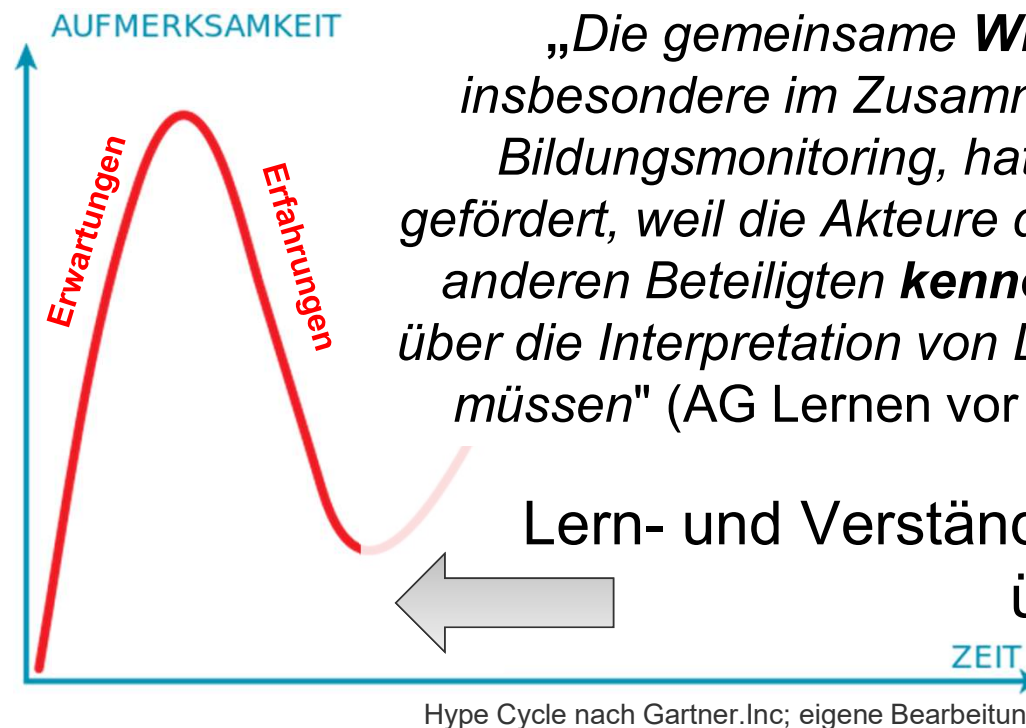 AUFMERKSAMKEIT
Erwartungen
Erfahrungen
„Die gemeinsame
insbesondere im
Bildungsmonitoring, hat
gefördert, weil die Akteure
anderen Beteiligten
über die Interpretation von
müssen" (AG Lernen vor
Lern- und
ZEIT
Hype Cycle nach Gartner.Inc; eigene